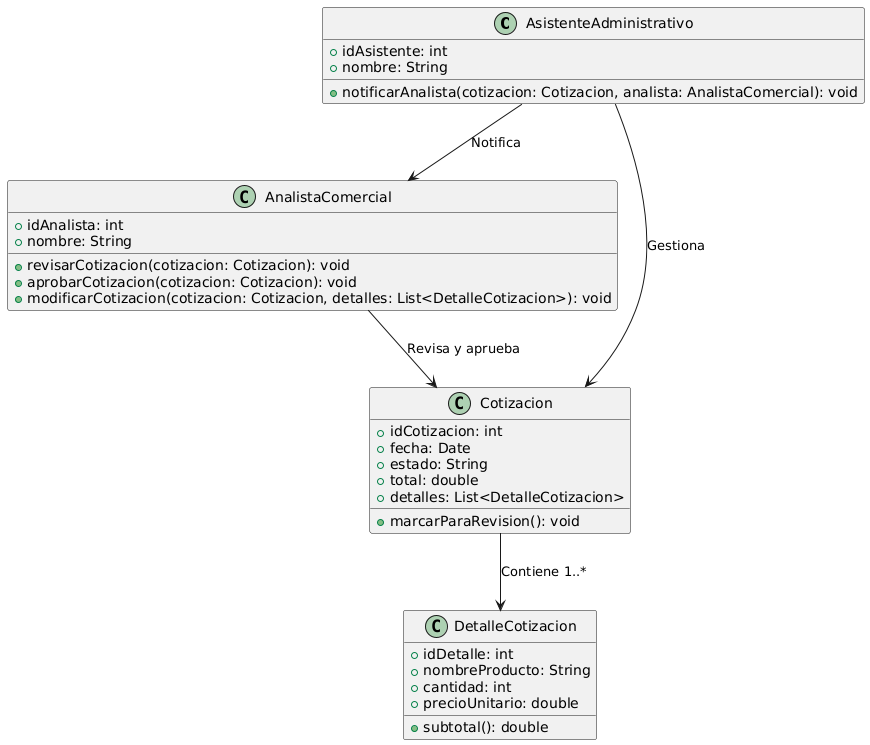 C AsistenteAdministrativo
idAsistente: int
nombre: String
notificarAnalista(cotizacion: Cotizacion, analista: AnalistaComercial): void
Notifica
C AnalistaComercial
idAnalista: int
nombre: String
revisarCotizacion(cotizacion: Cotizacion): void
aprobarCotizacion(cotizacion: Cotizacion): void
modificarCotizacion(cotizacion: Cotizacion, detalles: List<DetalleCotizacion>): void
Gestiona
Revisa y aprueba
C Cotizacion
idCotizacion: int
fecha: Date
estado: String
total: double
detalles: List<DetalleCotizacion>
marcarParaRevision(): void
Contiene 1..*
C DetalleCotizacion
idDetalle: int
nombreProducto: String
cantidad: int
precioUnitario: double
subtotal(): double